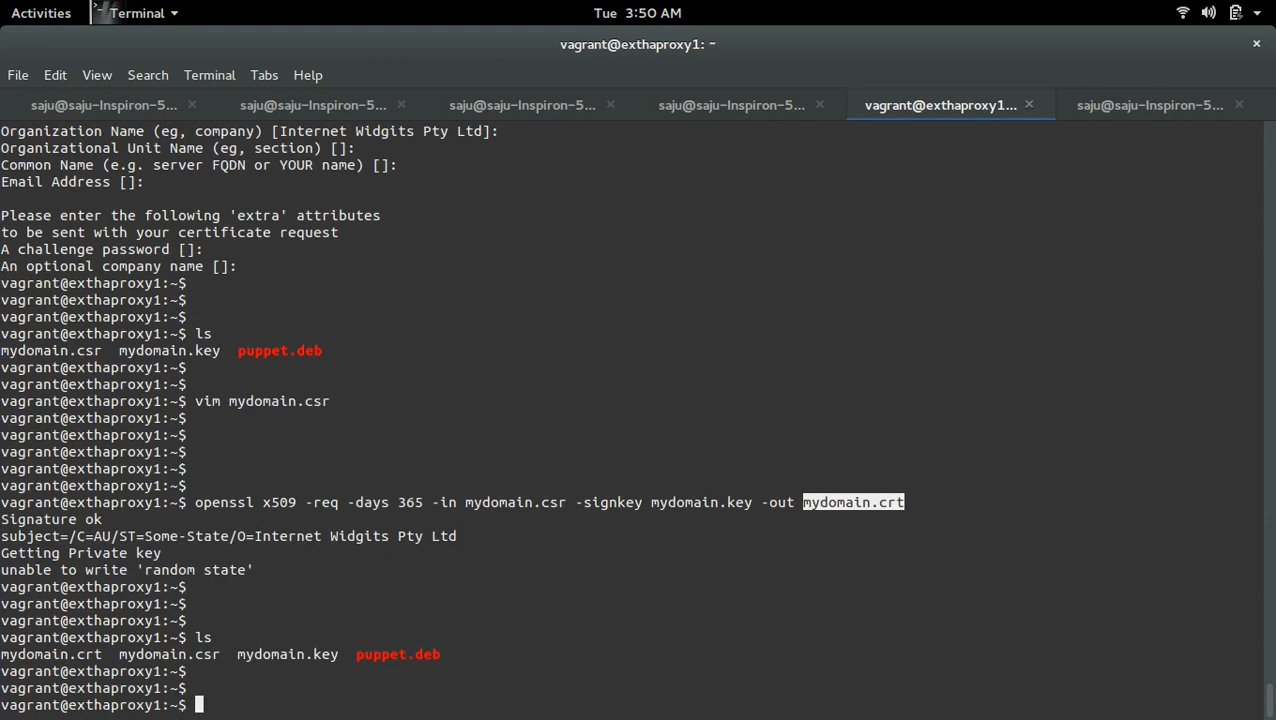 Activities Terminal Tue 3:50 AM
vagrant@exthaproxy1: ~ ×
File Edit View Search Terminal Tabs Help
saju@saju-Inspiron-5... × saju@saju-Inspiron-5... × saju@saju-Inspiron-5... × saju@saju-Inspiron-5... × vagrant@exthaproxy1... × saju@saju-Inspiron-5... ×
Organization Name (eg, company) [Internet Widgits Pty Ltd]:
Organizational Unit Name (eg, section) []:
Common Name (e.g. server FQDN or YOUR name) []:
Email Address []:
Please enter the following 'extra' attributes
to be sent with your certificate request
A challenge password []:
An optional company name []:
vagrant@exthaproxy1:~$
vagrant@exthaproxy1:~$
vagrant@exthaproxy1:~$
vagrant@exthaproxy1:~$ ls
mydomain.csr mydomain.key puppet.deb
vagrant@exthaproxy1:~$
vagrant@exthaproxy1:~$
vagrant@exthaproxy1:~$ vim mydomain.csr
vagrant@exthaproxy1:~$
vagrant@exthaproxy1:~$
vagrant@exthaproxy1:~$
vagrant@exthaproxy1:~$
vagrant@exthaproxy1:~$
vagrant@exthaproxy1:~$ openssl x509 -req -days 365 -in mydomain.csr -signkey mydomain.key -out mydomain.crt
Signature ok
subject=/C=AU/ST=Some-State/O=Internet Widgits Pty Ltd
Getting Private key
unable to write 'random state'
vagrant@exthaproxy1:~$
vagrant@exthaproxy1:~$
vagrant@exthaproxy1:~$
vagrant@exthaproxy1:~$ ls
mydomain.crt mydomain.csr mydomain.key puppet.deb
vagrant@exthaproxy1:~$
vagrant@exthaproxy1:~$
vagrant@exthaproxy1:~$